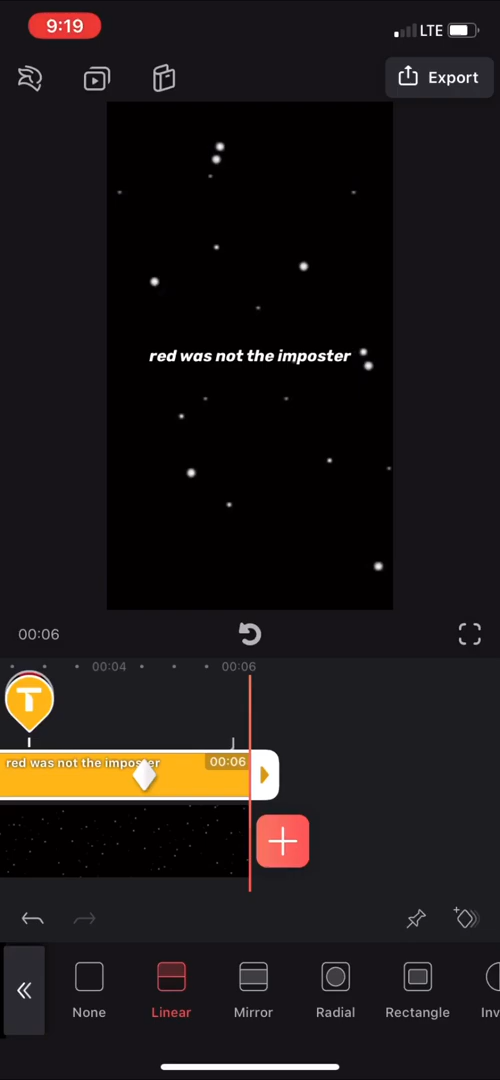 9:19
LTE
Export
red was not the imposter
00:06
00:04
00:06
T
red was not the imposter
00:06
None
Linear
Mirror
Radial
Rectangle
Inv